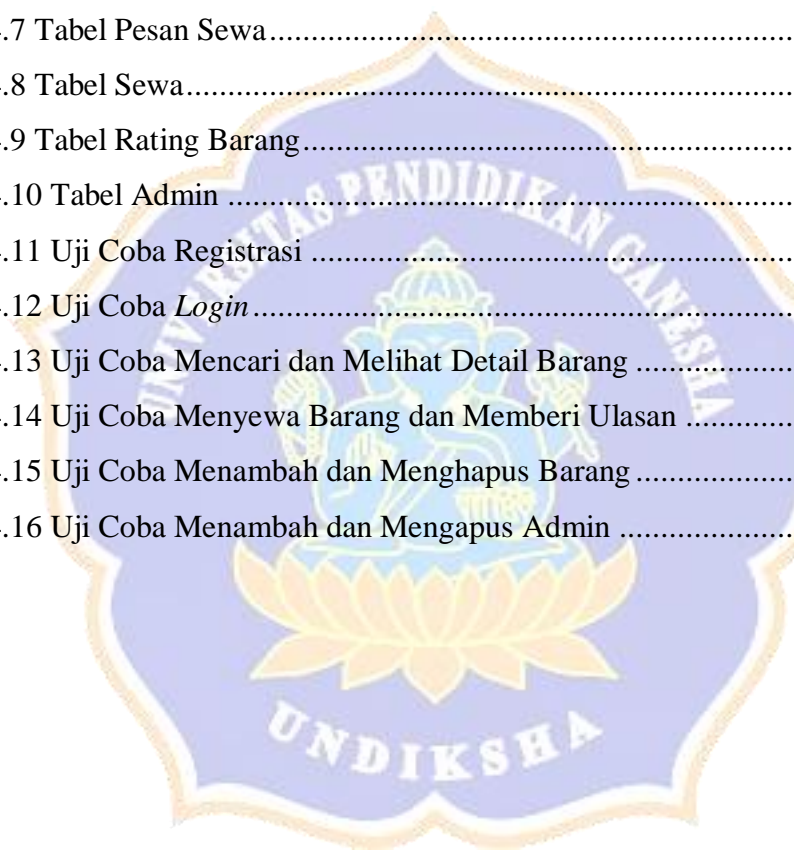 .7 Tabel Pesan Sewa..............................................................
.8 Tabel Sewa........................................................................
.9 Tabel Rating Barang..........................................................
.10 Tabel Admin ...................................................................
.11 Uji Coba Registrasi .........................................................
.12 Uji Coba Login................................................................
.13 Uji Coba Mencari dan Melihat Detail Barang ...................
.14 Uji Coba Menyewa Barang dan Memberi Ulasan .............
.15 Uji Coba Menambah dan Menghapus Barang...................
.16 Uji Coba Menambah dan Mengapus Admin .....................
UNIVERSITAS PENDIDIKAN GANESHA
UNDIKSHA